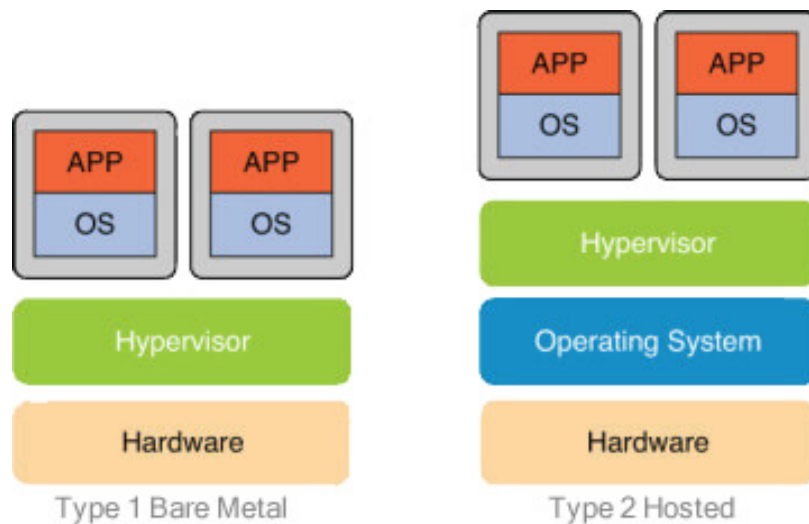 APP APP
OS OS
Hypervisor
Hardware
Type 1 Bare Metal
APP APP
OS OS
Hypervisor
Operating System
Hardware
Type 2 Hosted